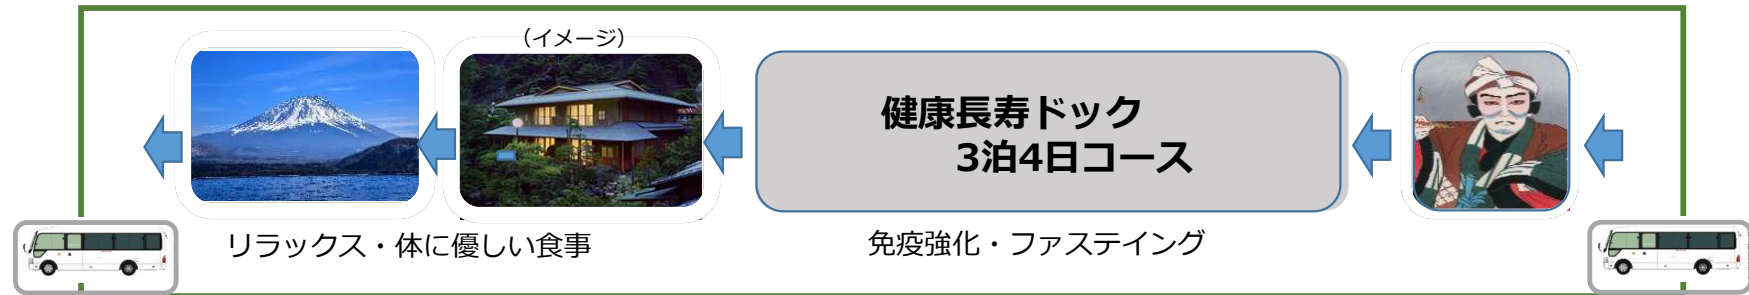 （イメージ）
健康長寿ドック
3泊4日コース
リラックス・体に優しい食事
免疫強化・ファステイング